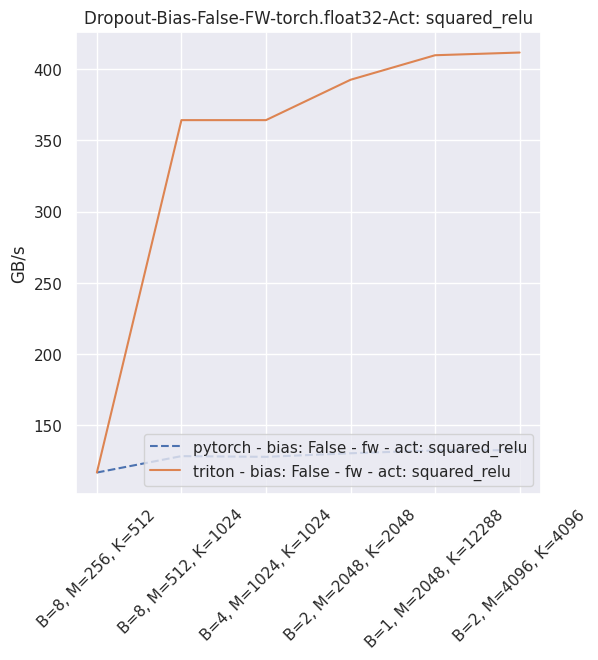 Dropout-Bias-False-FW-torch.float32-Act: squared_relu
GB/s
400
350
300
250
200
150
pytorch - bias: False - fw - act: squared_relu
triton - bias: False - fw - act: squared_relu
B=8, M=256, K=512
B=8, M=512, K=1024
B=4, M=1024, K=1024
B=2, M=2048, K=2048
B=1, M=2048, K=12288
B=2, M=4096, K=4096